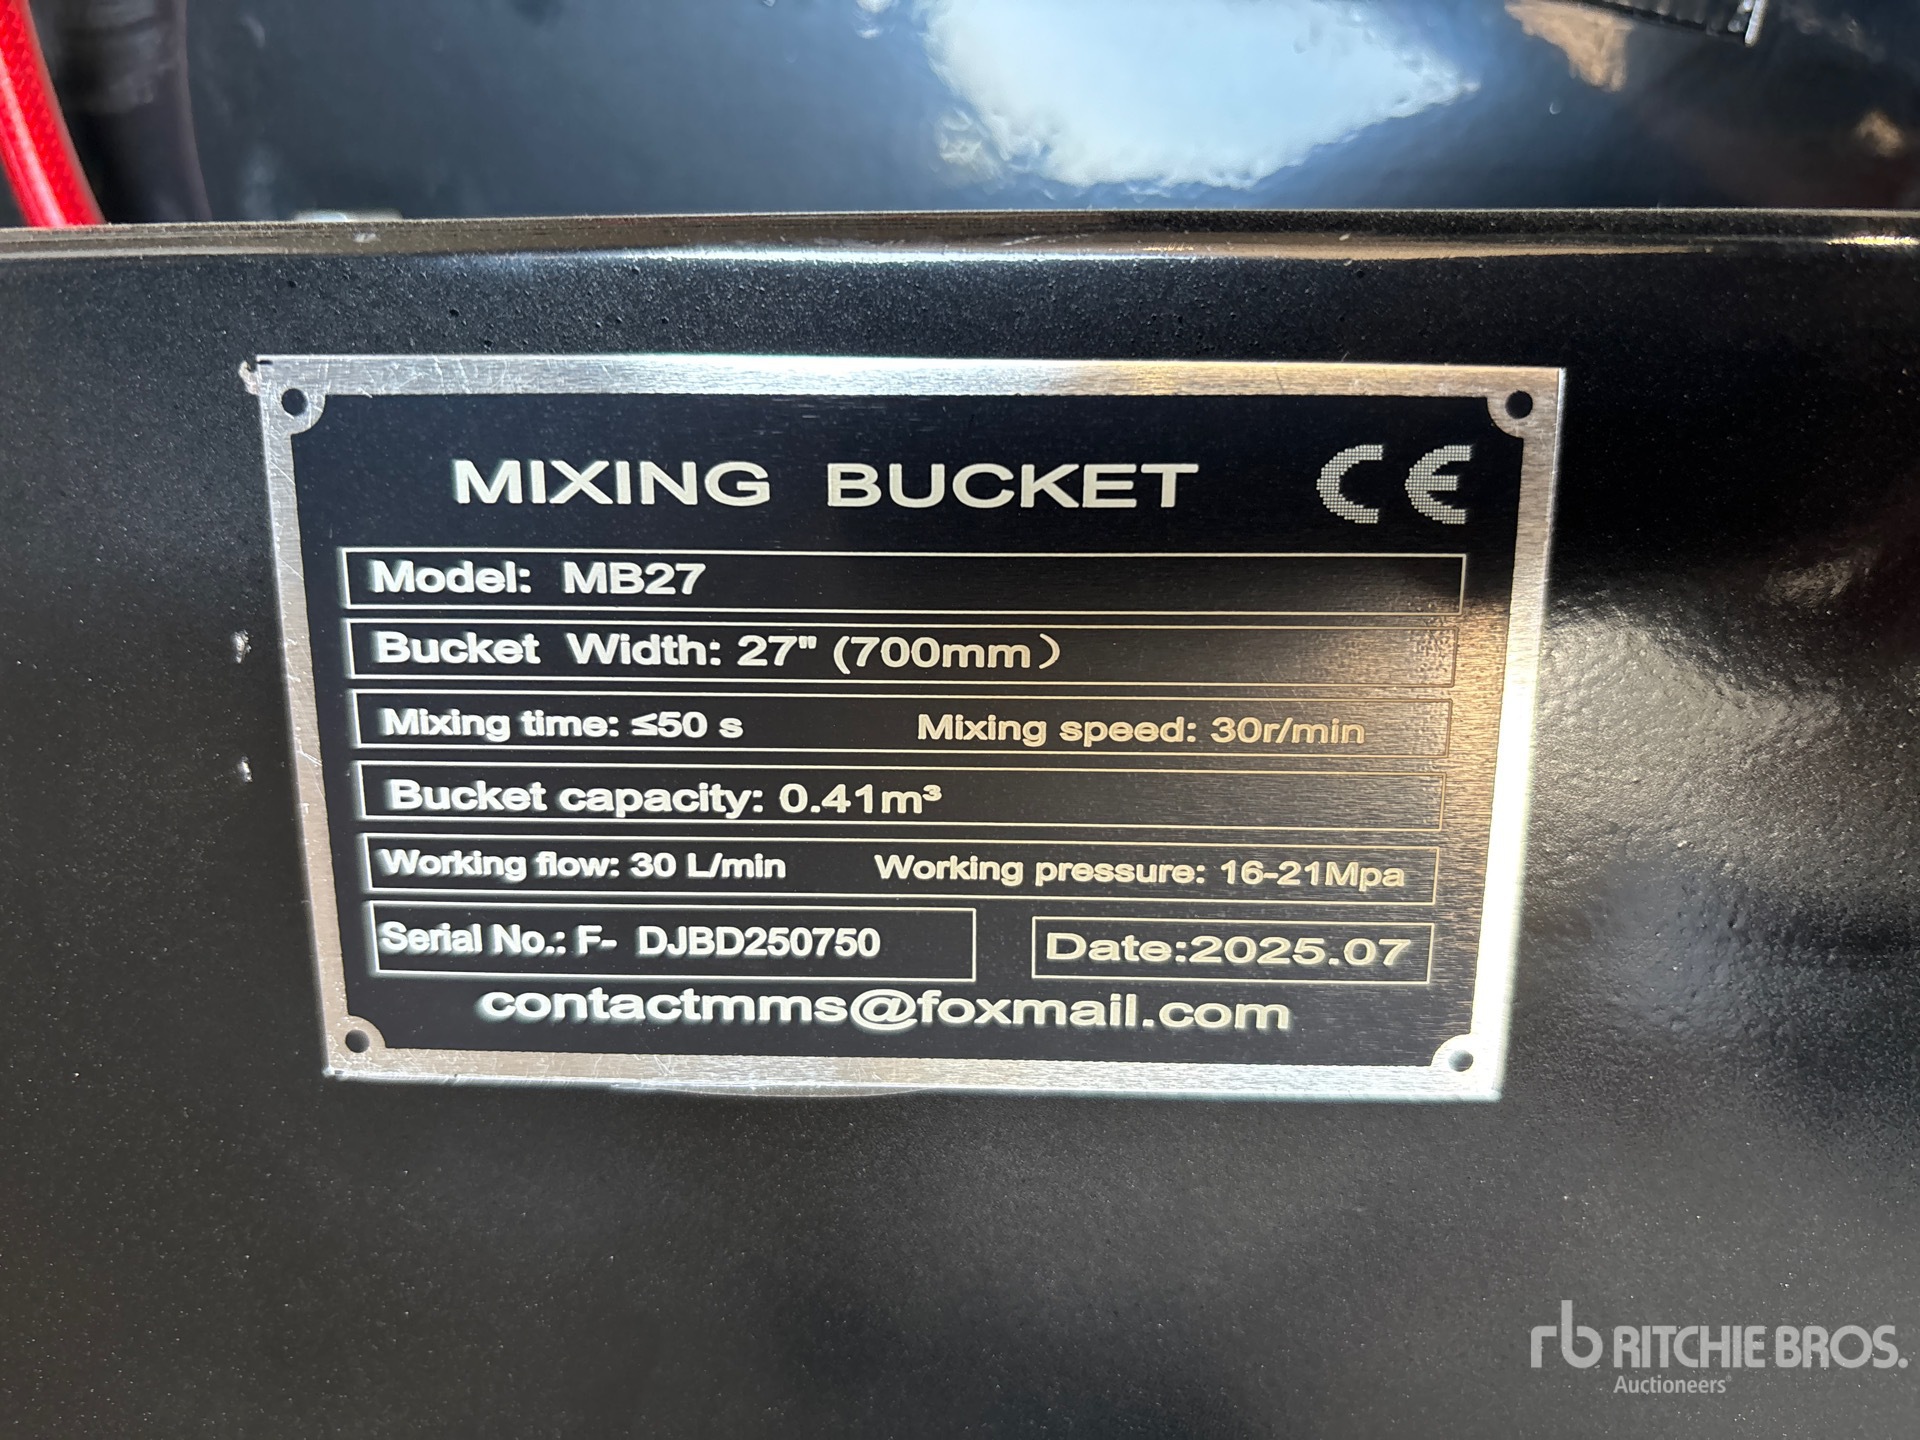 MIXING BUCKET CE
Model: MB27
Bucket Width: 27" (700mm)
Mixing time: ≤50 s Mixing speed: 30r/min
Bucket capacity: 0.41m³
Working flow: 30 L/min Working pressure: 16-21Mpa
Serial No.: F- DJBD250750 Date:2025.07
contactmms@foxmail.com
rb RITCHIE BROS.
Auctioneers